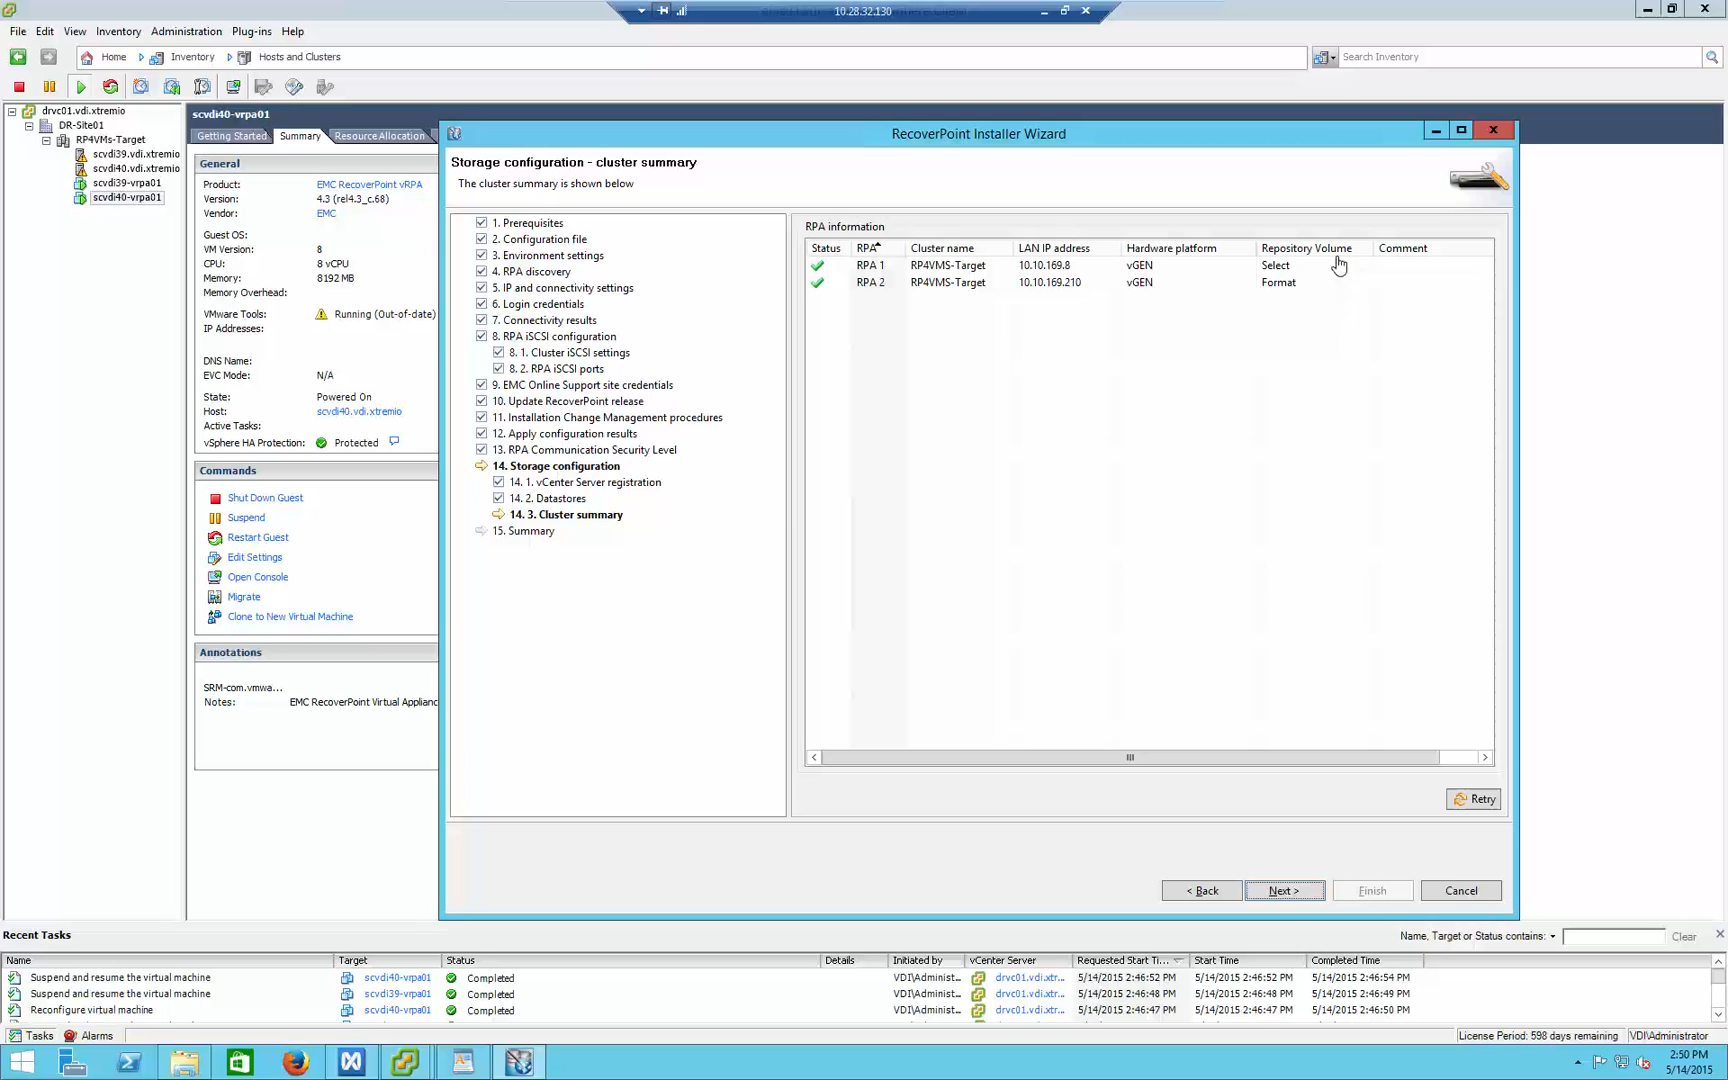 10.28.32.130
File Edit View Inventory Administration Plug-ins Help
Home Inventory Hosts and Clusters Search Inventory
drvc01.vdi.xtremio
DR-Site01
RP4VMs-Target
scvdi39.vdi.xtremio
scvdi40.vdi.xtremio
scvdi39-vrpa01
scvdi40-vrpa01
scvdi40-vrpa01
Getting Started Summary Resource Allocation
General
Product: EMC RecoverPoint vRPA
Version: 4.3 (rel4.3_c.68)
Vendor: EMC
Guest OS:
VM Version: 8
CPU: 8 vCPU
Memory: 8192 MB
Memory Overhead:
VMware Tools: Running (Out-of-date)
IP Addresses:
DNS Name:
EVC Mode: N/A
State: Powered On
Host: scvdi40.vdi.xtremio
Active Tasks:
vSphere HA Protection: Protected
Commands
Shut Down Guest
Suspend
Restart Guest
Edit Settings
Open Console
Migrate
Clone to New Virtual Machine
Annotations
SRM-com.vmwa...
Notes: EMC RecoverPoint Virtual Applianc
RecoverPoint Installer Wizard
Storage configuration - cluster summary
The cluster summary is shown below
1. Prerequisites
2. Configuration file
3. Environment settings
4. RPA discovery
5. IP and connectivity settings
6. Login credentials
7. Connectivity results
8. RPA iSCSI configuration
8. 1. Cluster iSCSI settings
8. 2. RPA iSCSI ports
9. EMC Online Support site credentials
10. Update RecoverPoint release
11. Installation Change Management procedures
12. Apply configuration results
13. RPA Communication Security Level
14. Storage configuration
14. 1. vCenter Server registration
14. 2. Datastores
14. 3. Cluster summary
15. Summary
RPA information
Status RPA Cluster name LAN IP address Hardware platform Repository Volume Comment
RPA 1 RP4VMS-Target 10.10.169.8 vGEN Select
RPA 2 RP4VMS-Target 10.10.169.210 vGEN Format
Retry
< Back Next > Finish Cancel
Recent Tasks
Name, Target or Status contains: Clear
Name Target Status Details Initiated by vCenter Server Requested Start Ti... Start Time Completed Time
Suspend and resume the virtual machine scvdi40-vrpa01 Completed VDI\Administ... drvc01.vdi.xtr... 5/14/2015 2:46:52 PM 5/14/2015 2:46:52 PM 5/14/2015 2:46:54 PM
Suspend and resume the virtual machine scvdi39-vrpa01 Completed VDI\Administ... drvc01.vdi.xtr... 5/14/2015 2:46:48 PM 5/14/2015 2:46:48 PM 5/14/2015 2:46:49 PM
Reconfigure virtual machine scvdi40-vrpa01 Completed VDI\Administ... drvc01.vdi.xtr... 5/14/2015 2:46:47 PM 5/14/2015 2:46:47 PM 5/14/2015 2:46:50 PM
Tasks Alarms License Period: 598 days remaining VDI\Administrator
2:50 PM
5/14/2015